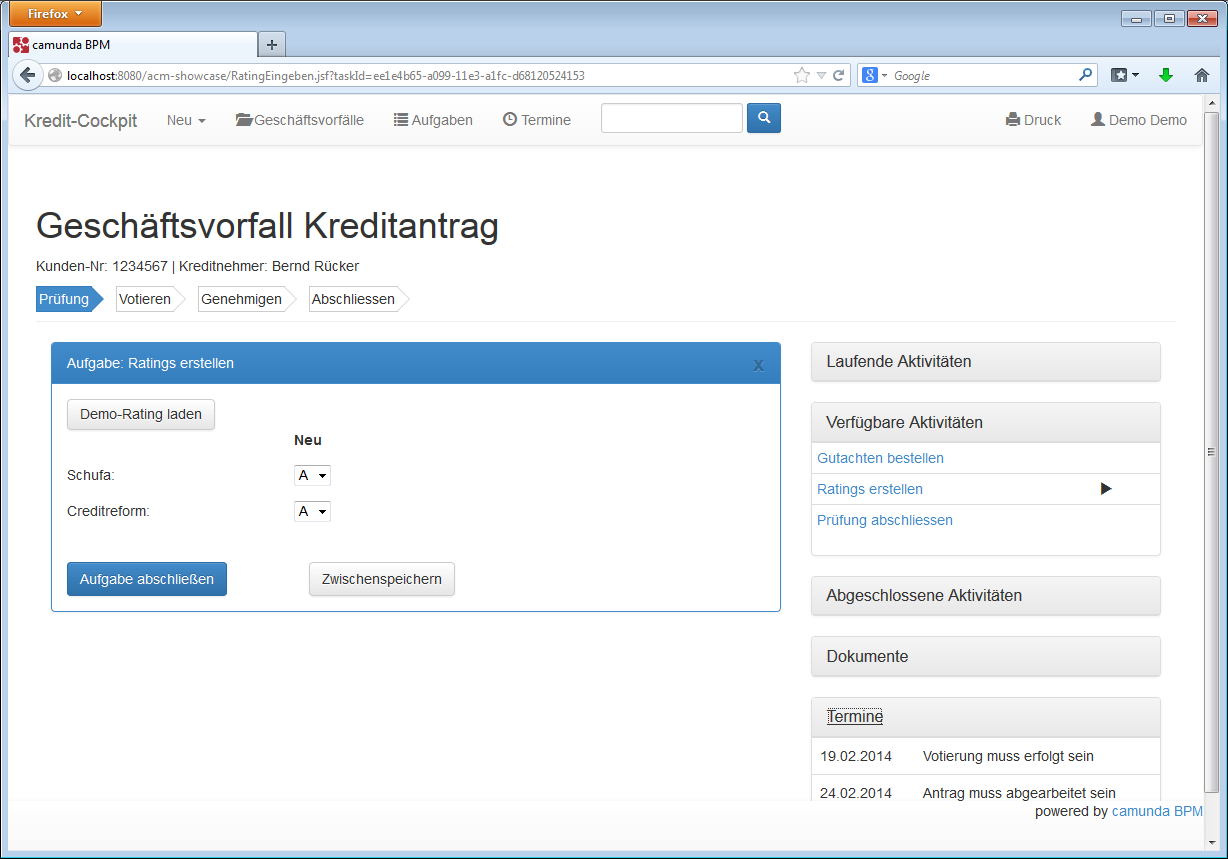 Firefox
camunda BPM
localhost:8080/acm-showcase/RatingEingeben.jsf?taskId=ee1e4b65-a099-11e3-a1fc-d68120524153
8 Google
Kredit-Cockpit Neu Geschäftsvorfälle Aufgaben Termine Druck Demo Demo
Geschäftsvorfall Kreditantrag
Kunden-Nr: 1234567 | Kreditnehmer: Bernd Rücker
Prüfung Votieren Genehmigen Abschliessen
Aufgabe: Ratings erstellen x
Demo-Rating laden
Neu
Schufa: A
Creditreform: A
Aufgabe abschließen Zwischenspeichern
Laufende Aktivitäten
Verfügbare Aktivitäten
Gutachten bestellen
Ratings erstellen
Prüfung abschliessen
Abgeschlossene Aktivitäten
Dokumente
Termine
19.02.2014 Votierung muss erfolgt sein
24.02.2014 Antrag muss abgearbeitet sein
powered by camunda BPM